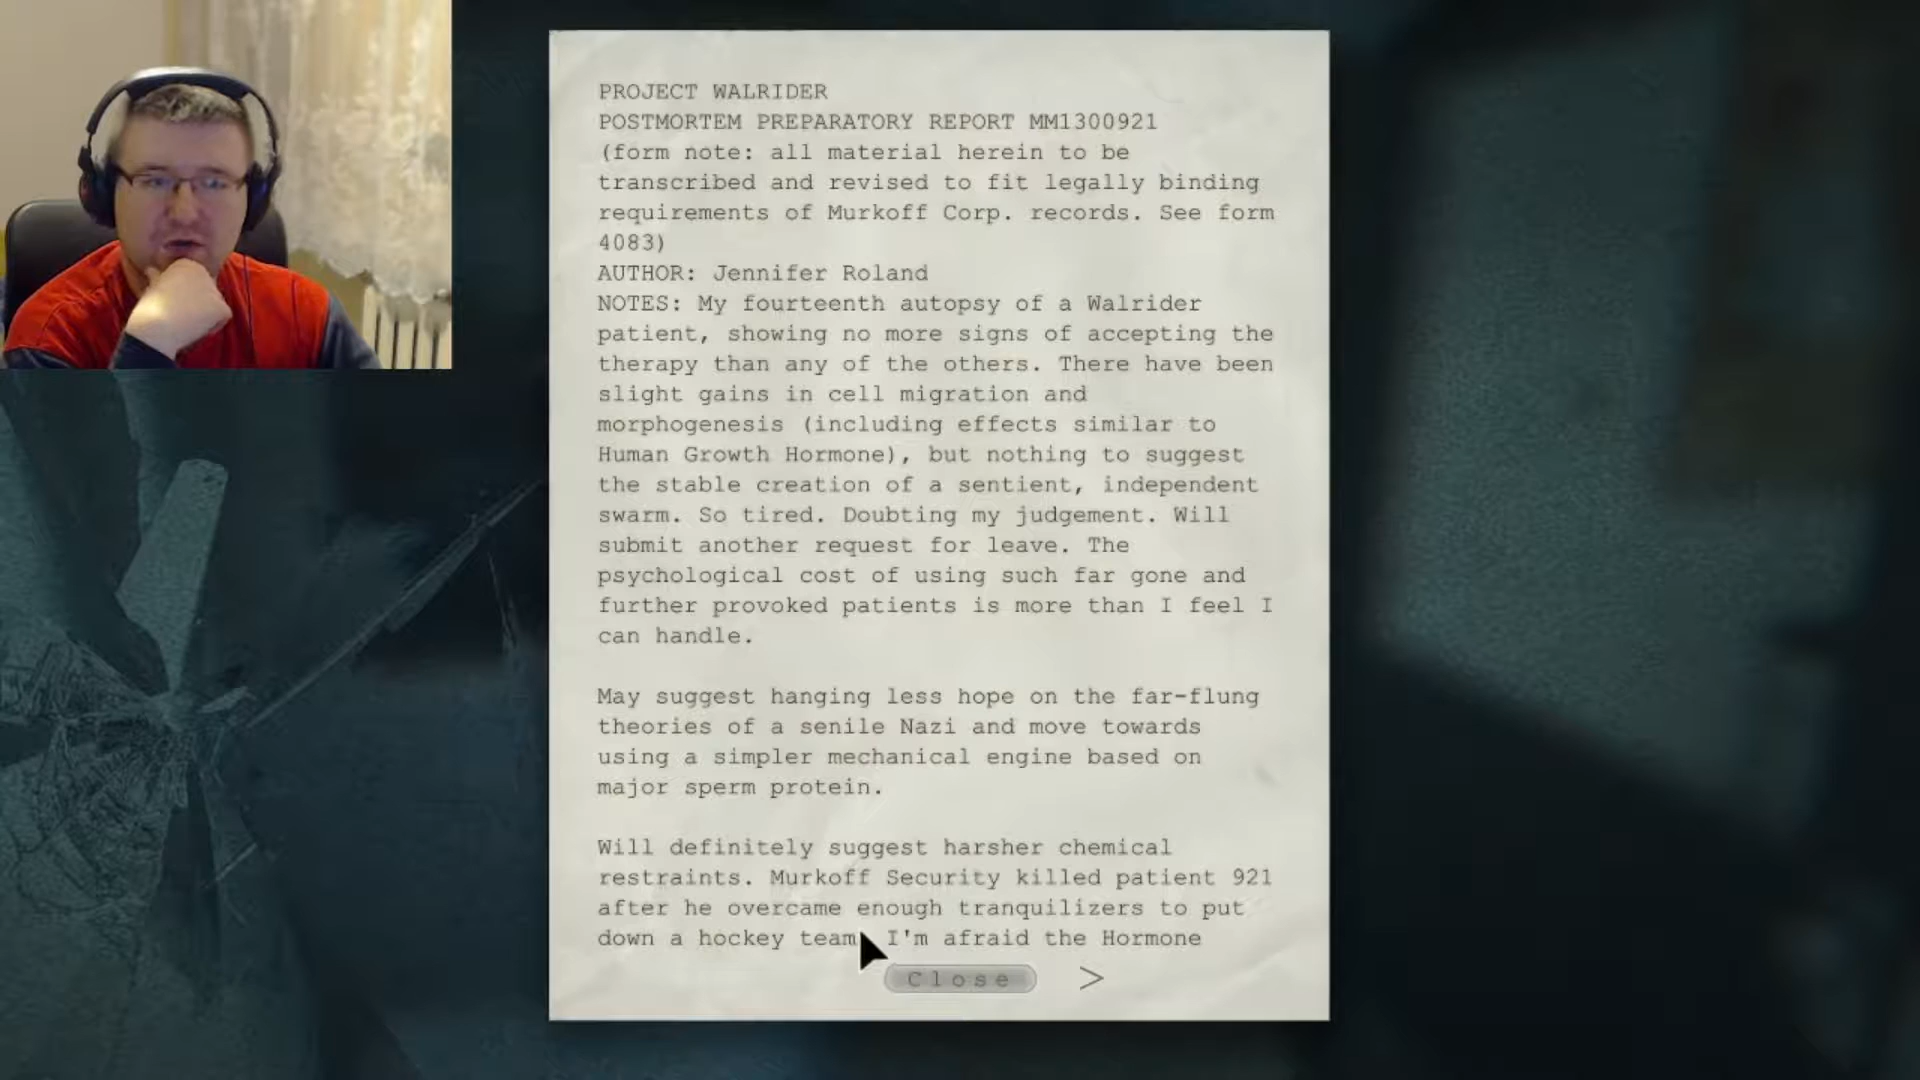 PROJECT WALRIDER
POSTMORTEM PREPARATORY REPORT MM1300921
(form note: all material herein to be
transcribed and revised to fit legally binding
requirements of Murkoff Corp. records. See form
4083)
AUTHOR: Jennifer Roland
NOTES: My fourteenth autopsy of a Walrider
patient, showing no more signs of accepting the
therapy than any of the others. There have been
slight gains in cell migration and
morphogenesis (including effects similar to
Human Growth Hormone), but nothing to suggest
the stable creation of a sentient, independent
swarm. So tired. Doubting my judgement. Will
submit another request for leave. The
psychological cost of using such far gone and
further provoked patients is more than I feel I
can handle.
May suggest hanging less hope on the far-flung
theories of a senile Nazi and move towards
using a simpler mechanical engine based on
major sperm protein.
Will definitely suggest harsher chemical
restraints. Murkoff Security killed patient 921
after he overcame enough tranquilizers to put
down a hockey team I'm afraid the Hormone
Close >